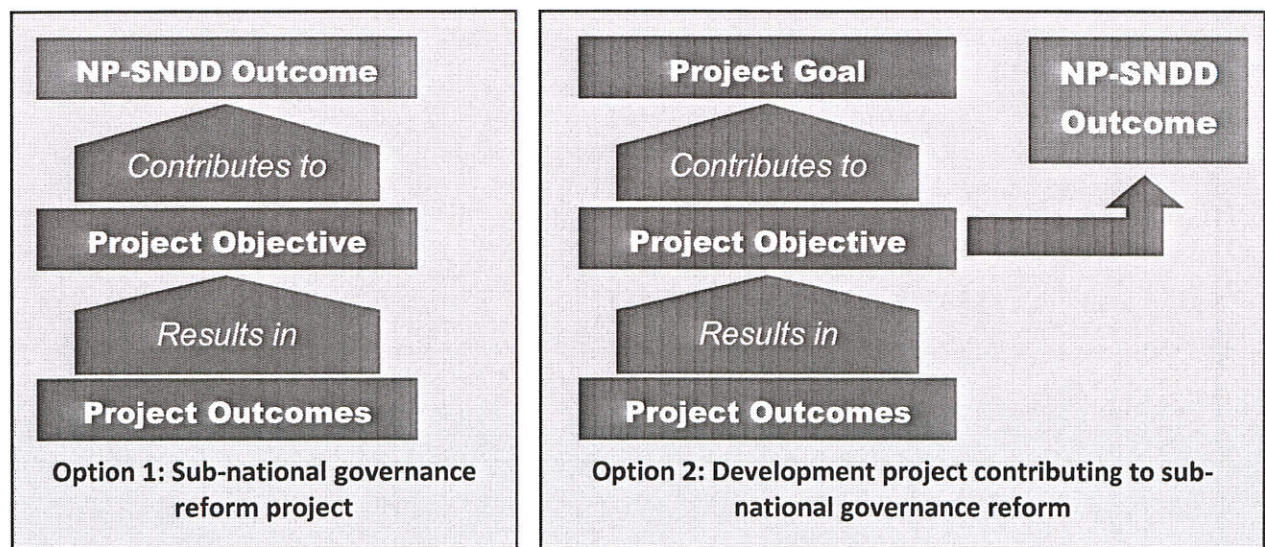 NP-SNDD Outcome
Contributes to
Project Objective
Results in
Project Outcomes
Option 1: Sub-national governance
reform project
Project Goal
Contributes to
Project Objective
Results in
Project Outcomes
NP-SNDD
Outcome
Option 2: Development project contributing to sub-
national governance reform